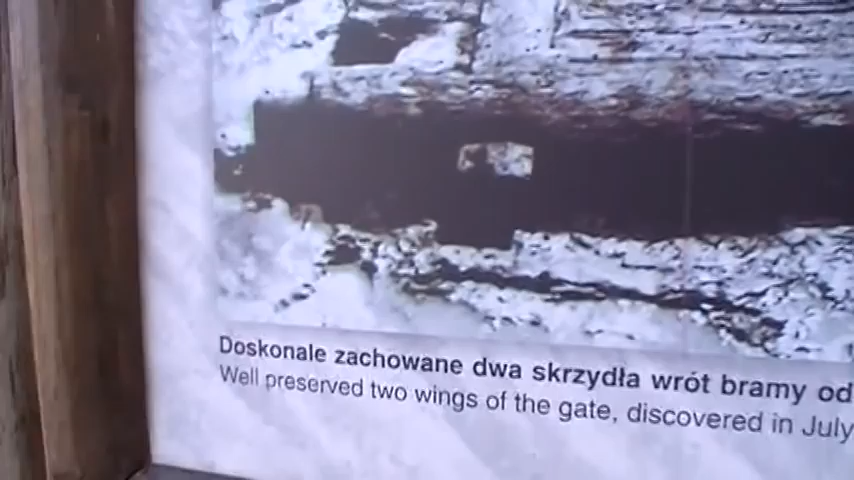 Doskonale zachowane dwa skrzydła wrót bramy od
Well preserved two wings of the gate, discovered in July